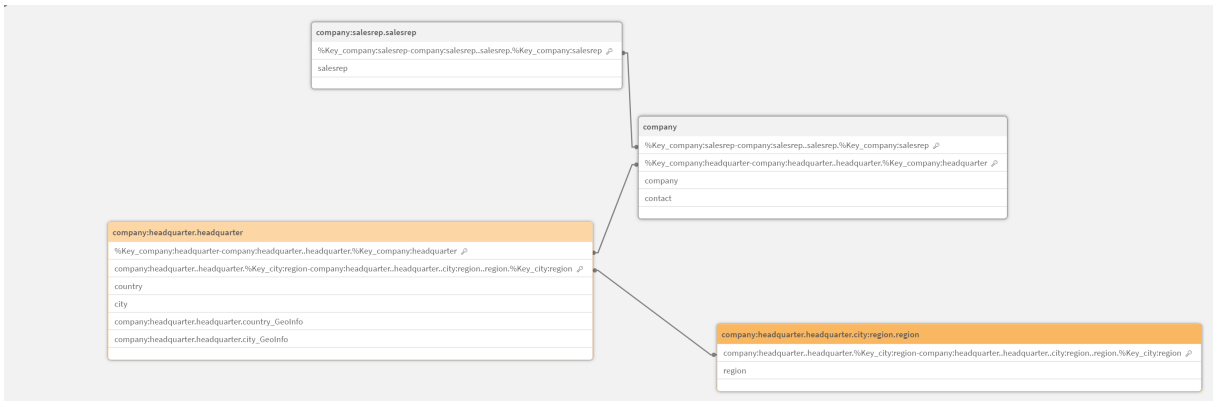 company:salesrep.salesrep
%Key_company:salesrep-company:salesrep..salesrep.%Key_company:salesrep
salesrep
company
%Key_company:salesrep-company:salesrep..salesrep.%Key_company:salesrep
%Key_company:headquarter-company:headquarter..headquarter.%Key_company:headquarter
company
contact
company:headquarter.headquarter
%Key_company:headquarter-company:headquarter..headquarter.%Key_company:headquarter
company:headquarter..headquarter.%Key_city:region-company:headquarter..headquarter..city:region..region.%Key_city:region
country
city
company:headquarter.headquarter.country_GeoInfo
company:headquarter.headquarter.city_GeoInfo
company:headquarter.headquarter.city:region.region
company:headquarter..headquarter.%Key_city:region-company:headquarter..headquarter..city:region..region.%Key_city:region
region